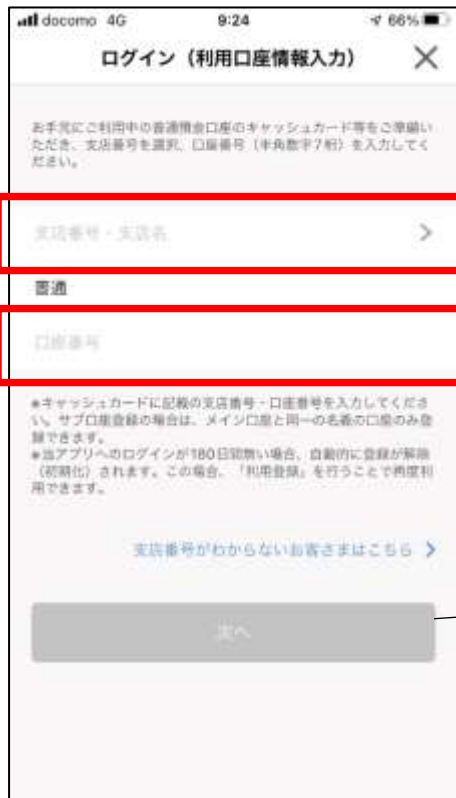 docomo 4G 9:24 66%
ログイン（利用口座情報入力）
お手元にご利用中の普通預金口座のキャッシュカード等をご準備い
ただき、支店番号を選択、口座番号（半角数字7桁）を入力してく
ださい。
支店番号・支店名
普通
口座番号
※キャッシュカードに記載の支店番号・口座番号を入力してくださ
い。サブ口座登録の場合は、メイン口座と同一の名義の口座のみ登
録できます。
※当アプリへのログインが180日間無い場合、自動的に登録が解除
（初期化）されます。この場合、「利用登録」を行うことで再度利
用できます。
支店番号がわからないお客さまはこちら
次へ